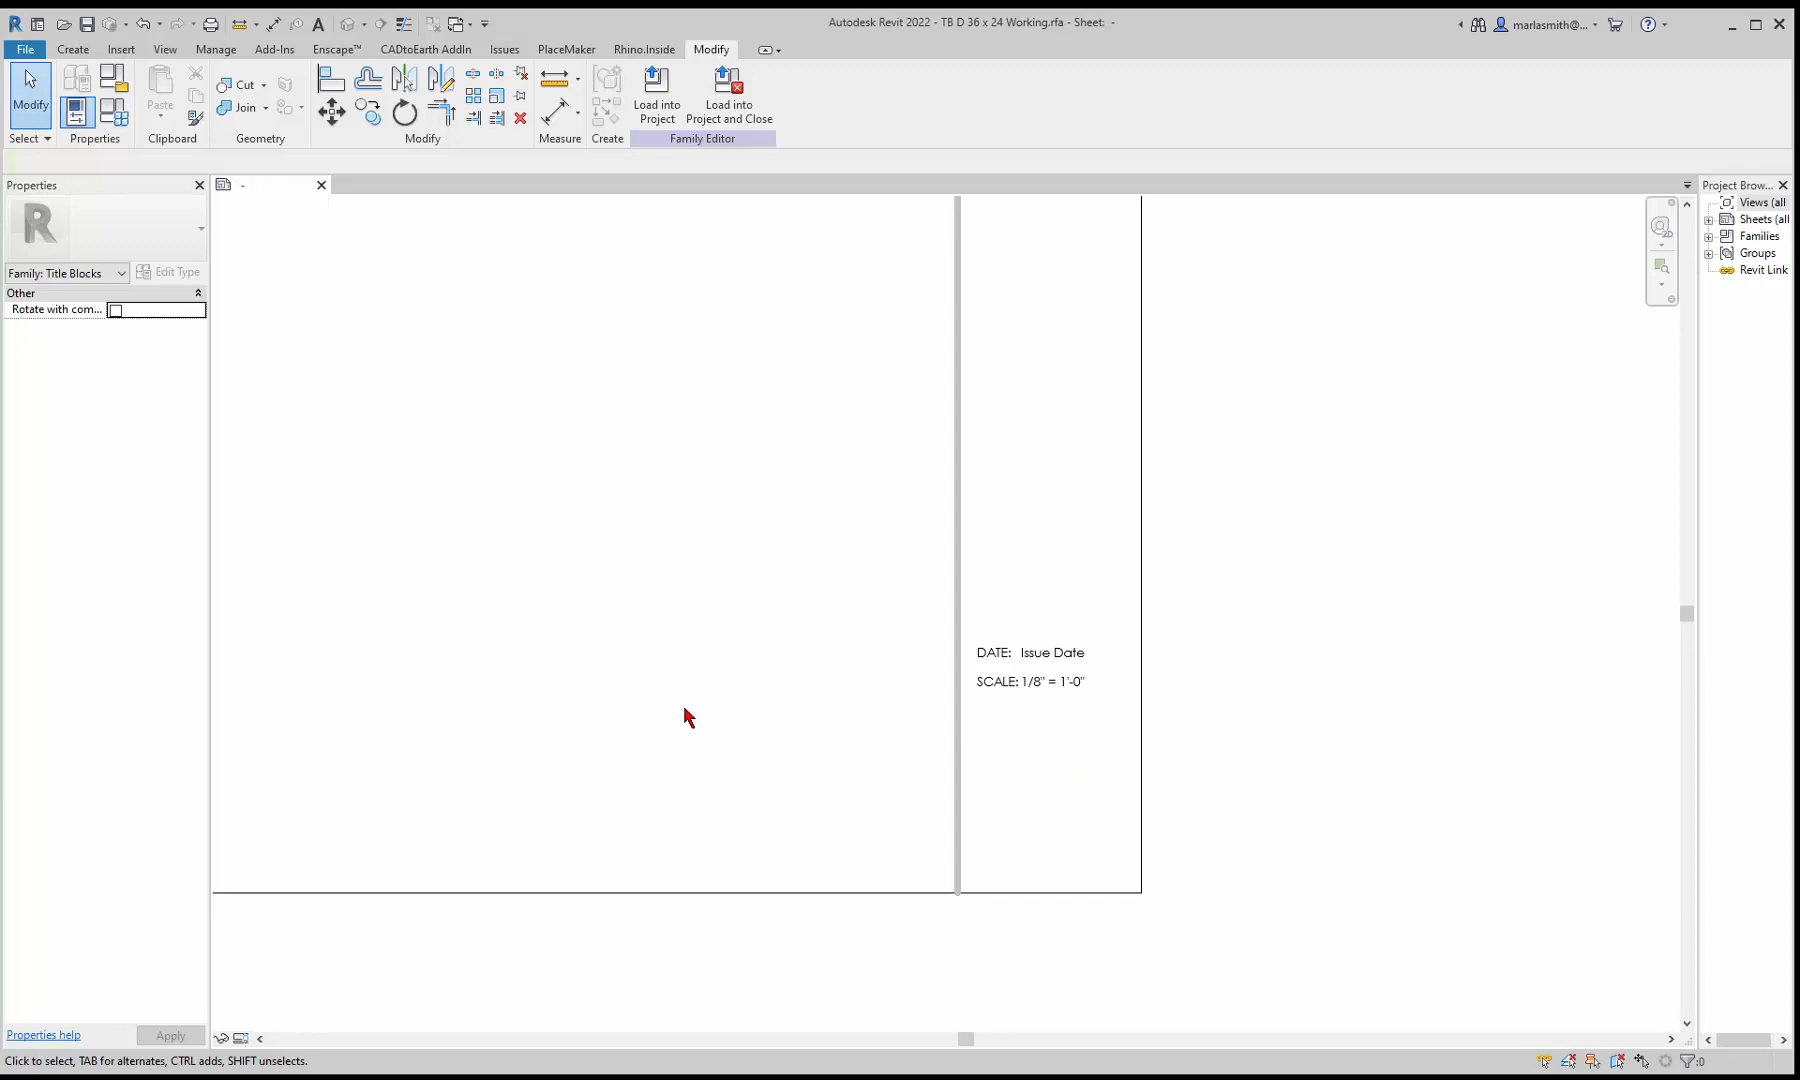 Autodesk Revit 2022 - TB D 36 x 24 Working.rfa - Sheet: -
marlasmith@...
File Create Insert View Manage Add-Ins Enscape™ CADtoEarth AddIn Issues PlaceMaker Rhino.Inside Modify
Modify
Paste
Cut
Join
Load into Project
Load into Project and Close
Select Properties Clipboard Geometry Modify Measure Create Family Editor
Properties
-
Project Brow...
R
Family: Title Blocks
Edit Type
Other
Rotate with com...
2D
Views (all
Sheets (all
Families
Groups
Revit Link
DATE: Issue Date
SCALE: 1/8" = 1'-0"
Properties help
Apply
Click to select, TAB for alternates, CTRL adds, SHIFT unselects.
:0